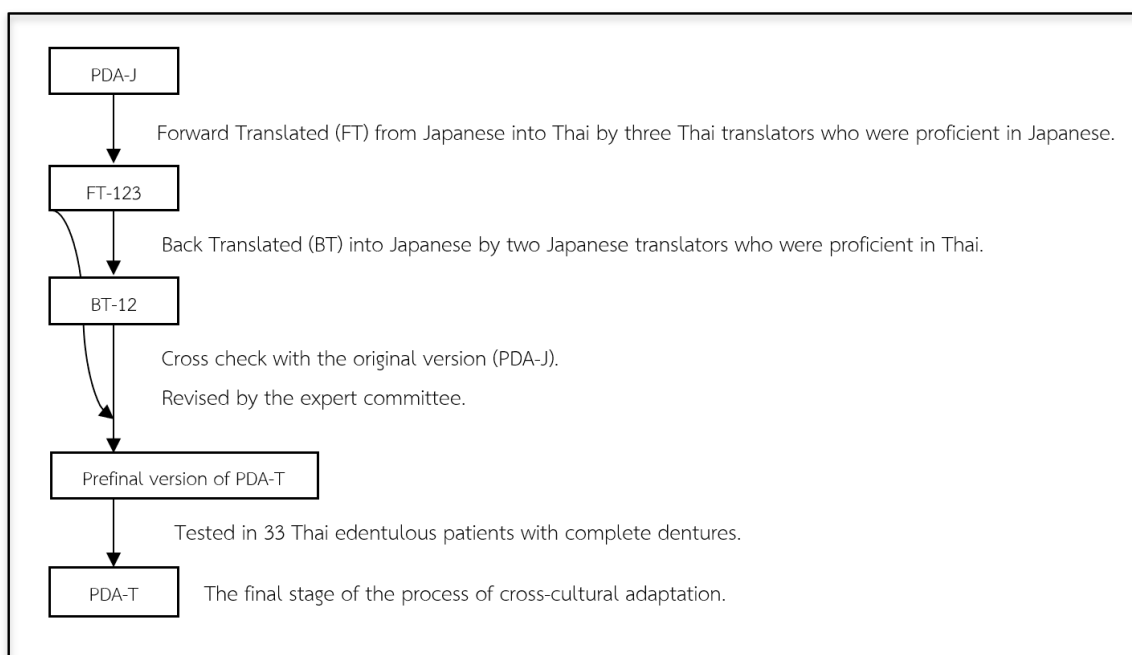 PDA-J
Forward Translated (FT) from Japanese into Thai by three Thai translators who were proficient in Japanese.
FT-123
Back Translated (BT) into Japanese by two Japanese translators who were proficient in Thai.
BT-12
Cross check with the original version (PDA-J).
Revised by the expert committee.
Prefinal version of PDA-T
Tested in 33 Thai edentulous patients with complete dentures.
PDA-T
The final stage of the process of cross-cultural adaptation.